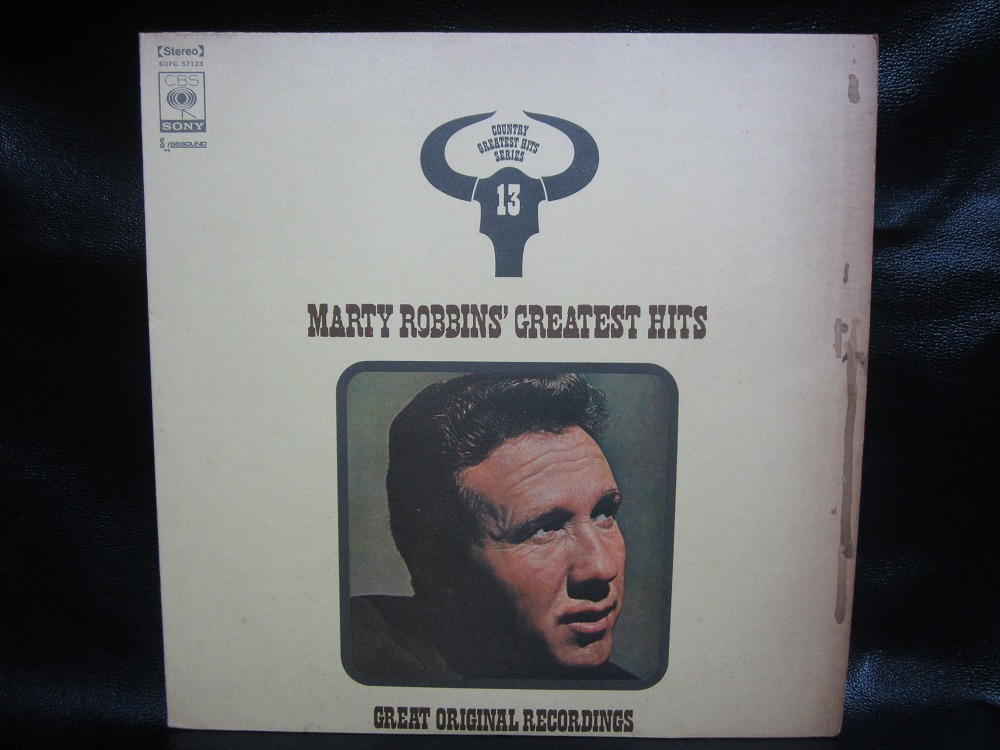 【Stereo】
SOPC 57123
CBS
SONY
COUNTRY
GREATEST HITS
SERIES
13
MARTY ROBBINS' GREATEST HITS
GREAT ORIGINAL RECORDINGS